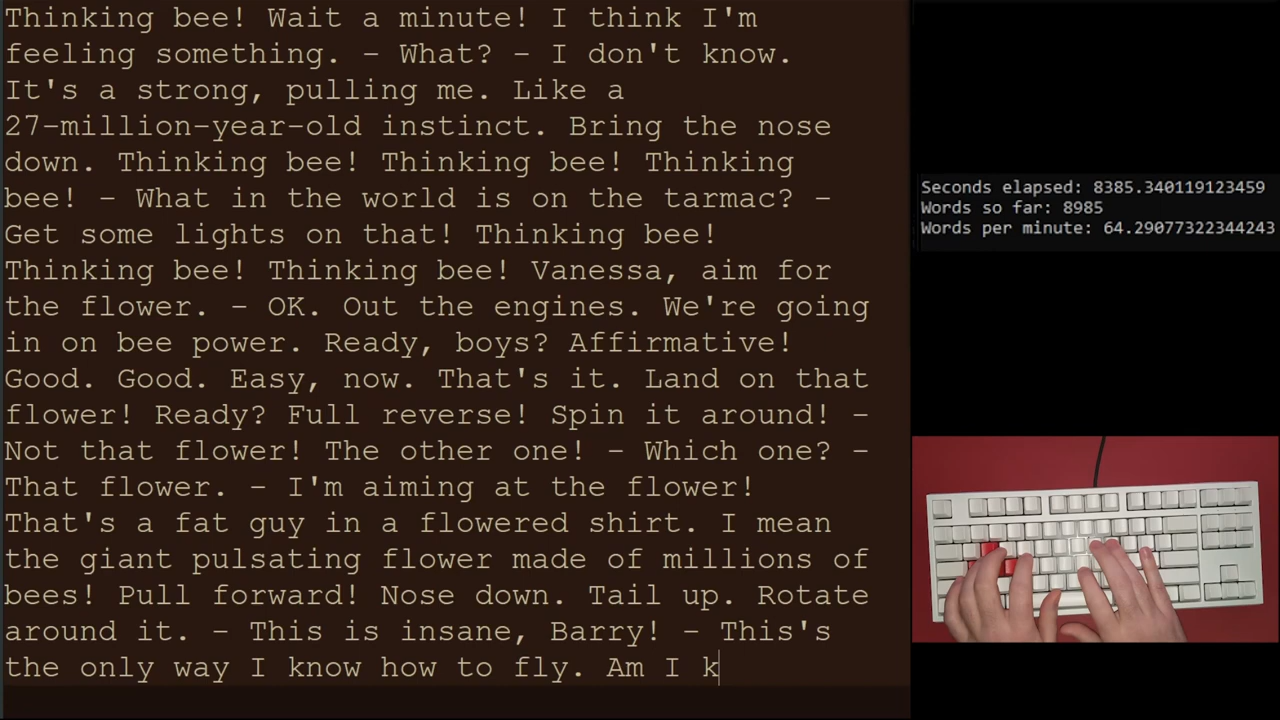 Thinking bee! Wait a minute! I think I'm
feeling something. - What? - I don't know.
It's a strong, pulling me. Like a
27-million-year-old instinct. Bring the nose
down. Thinking bee! Thinking bee! Thinking
bee! - What in the world is on the tarmac? -
Get some lights on that! Thinking bee!
Thinking bee! Thinking bee! Vanessa, aim for
the flower. - OK. Out the engines. We're going
in on bee power. Ready, boys? Affirmative!
Good. Good. Easy, now. That's it. Land on that
flower! Ready? Full reverse! Spin it around! -
Not that flower! The other one! - Which one? -
That flower. - I'm aiming at the flower!
That's a fat guy in a flowered shirt. I mean
the giant pulsating flower made of millions of
bees! Pull forward! Nose down. Tail up. Rotate
around it. - This is insane, Barry! - This's
the only way I know how to fly. Am I k
Seconds elapsed: 8385.340119123459
Words so far: 8985
Words per minute: 64.29077322344243